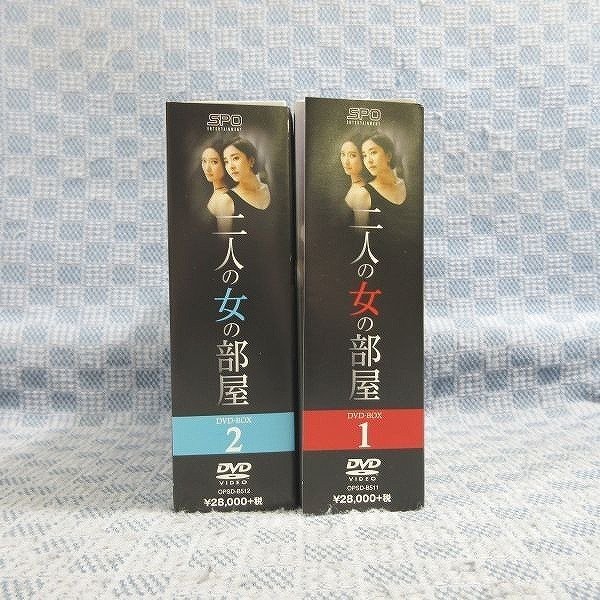 SPO
ENTERTAINMENT
二人の女の部屋
DVD-BOX
2
DVD
VIDEO
OPSD-B512
¥28,000+税
SPO
ENTERTAINMENT
二人の女の部屋
DVD-BOX
1
DVD
VIDEO
OPSD-B511
¥28,000+税